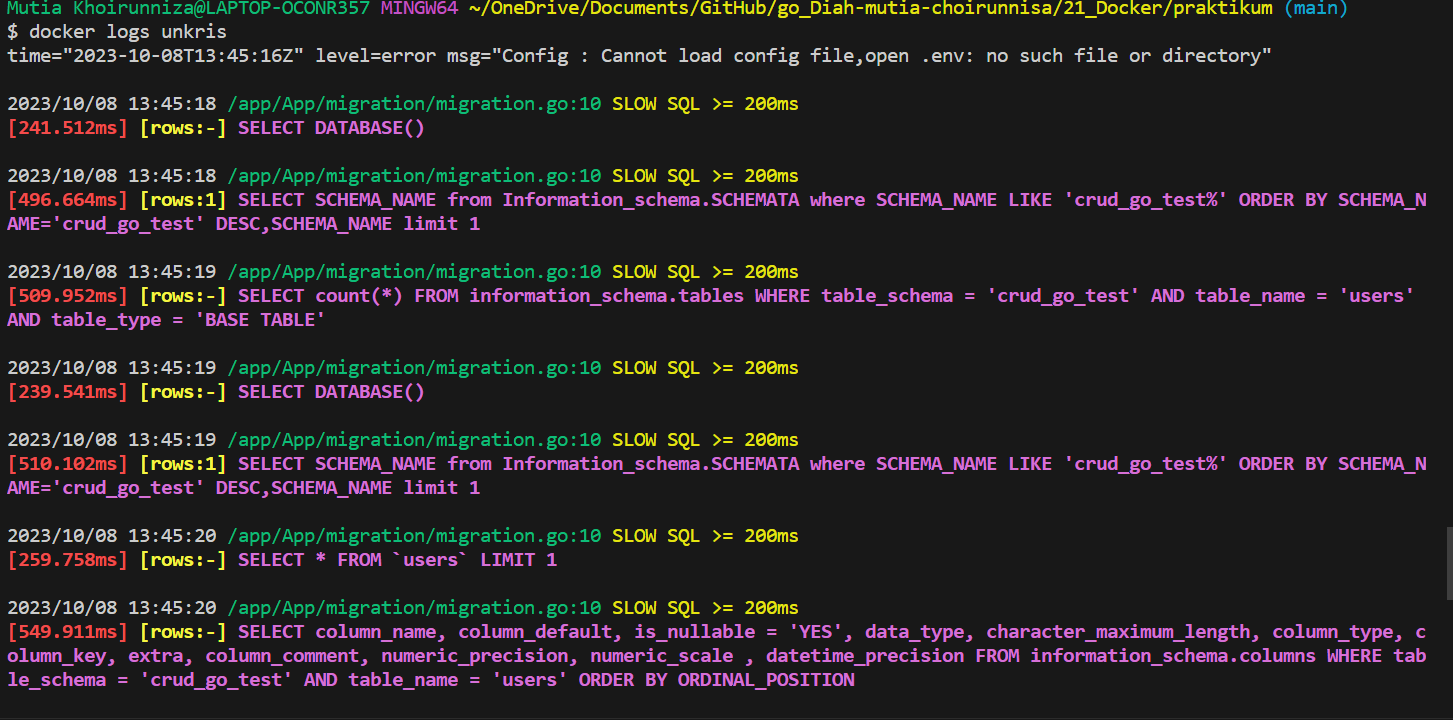 Mutia Khoirunniza@LAPTOP-OCONR357 MINGW64 ~/OneDrive/Documents/GitHub/go_Diah-mutia-choirunnisa/21_Docker/praktikum (main)
$ docker logs unkris
time="2023-10-08T13:45:16Z" level=error msg="Config : Cannot load config file,open .env: no such file or directory"
2023/10/08 13:45:18 /app/App/migration/migration.go:10 SLOW SQL >= 200ms
[241.512ms] [rows:-] SELECT DATABASE()
2023/10/08 13:45:18 /app/App/migration/migration.go:10 SLOW SQL >= 200ms
[496.664ms] [rows:1] SELECT SCHEMA_NAME from Information_schema.SCHEMATA where SCHEMA_NAME LIKE 'crud_go_test%' ORDER BY SCHEMA_N
AME='crud_go_test' DESC,SCHEMA_NAME limit 1
2023/10/08 13:45:19 /app/App/migration/migration.go:10 SLOW SQL >= 200ms
[509.952ms] [rows:-] SELECT count(*) FROM information_schema.tables WHERE table_schema = 'crud_go_test' AND table_name = 'users'
AND table_type = 'BASE TABLE'
2023/10/08 13:45:19 /app/App/migration/migration.go:10 SLOW SQL >= 200ms
[239.541ms] [rows:-] SELECT DATABASE()
2023/10/08 13:45:19 /app/App/migration/migration.go:10 SLOW SQL >= 200ms
[510.102ms] [rows:1] SELECT SCHEMA_NAME from Information_schema.SCHEMATA where SCHEMA_NAME LIKE 'crud_go_test%' ORDER BY SCHEMA_N
AME='crud_go_test' DESC,SCHEMA_NAME limit 1
2023/10/08 13:45:20 /app/App/migration/migration.go:10 SLOW SQL >= 200ms
[259.758ms] [rows:-] SELECT * FROM `users` LIMIT 1
2023/10/08 13:45:20 /app/App/migration/migration.go:10 SLOW SQL >= 200ms
[549.911ms] [rows:-] SELECT column_name, column_default, is_nullable = 'YES', data_type, character_maximum_length, column_type, c
olumn_key, extra, column_comment, numeric_precision, numeric_scale , datetime_precision FROM information_schema.columns WHERE tab
le_schema = 'crud_go_test' AND table_name = 'users' ORDER BY ORDINAL_POSITION